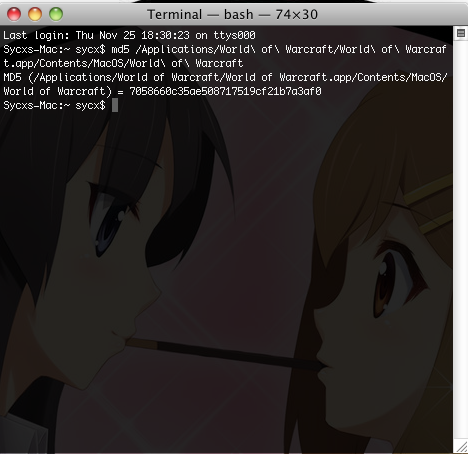 Terminal — bash — 74×30
Last login: Thu Nov 25 18:30:23 on ttys000
Sycxs-Mac:~ sycx$ md5 /Applications/World\ of\ Warcraft/World\ of\ Warcraf
t.app/Contents/MacOS/World\ of\ Warcraft
MD5 (/Applications/World of Warcraft/World of Warcraft.app/Contents/MacOS/
World of Warcraft) = 7058660c35ae508717519cf21b7a3af0
Sycxs-Mac:~ sycx$